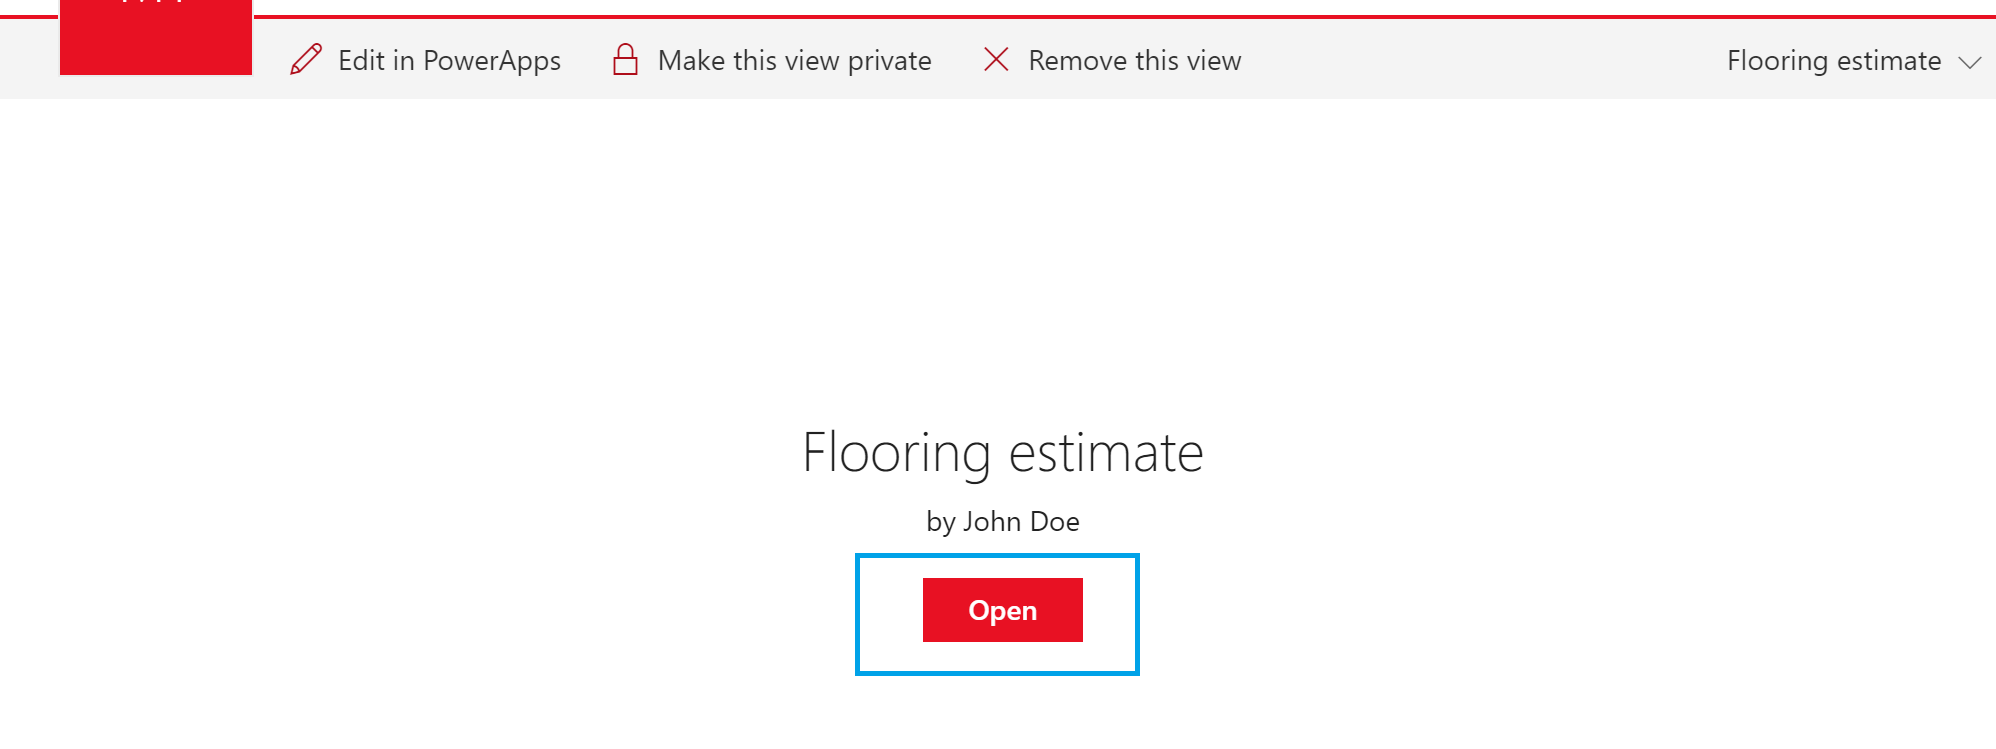 Edit in PowerApps Make this view private Remove this view Flooring estimate
Flooring estimate
by John Doe
Open